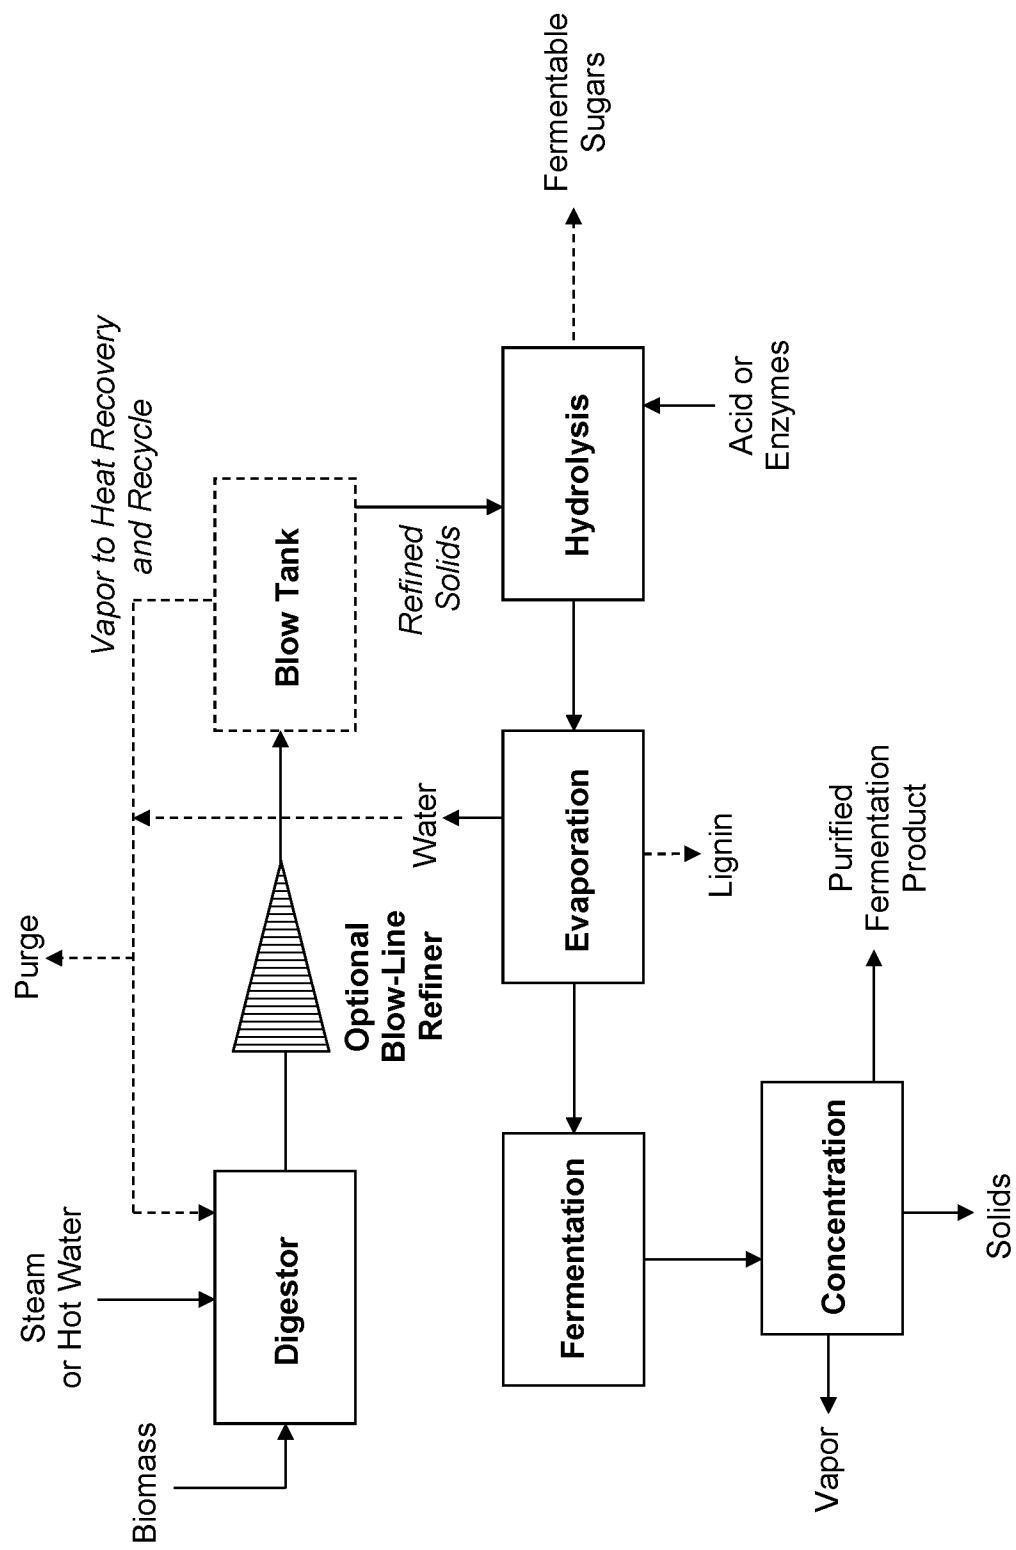 Biomass
Steam
or Hot Water
Purge
Vapor to Heat Recovery
and Recycle
Digestor
Optional
Blow-Line
Refiner
Blow Tank
Water
Refined
Solids
Fermentation
Evaporation
Hydrolysis
Fermentable
Sugars
Lignin
Acid or
Enzymes
Vapor
Concentration
Purified
Fermentation
Product
Solids